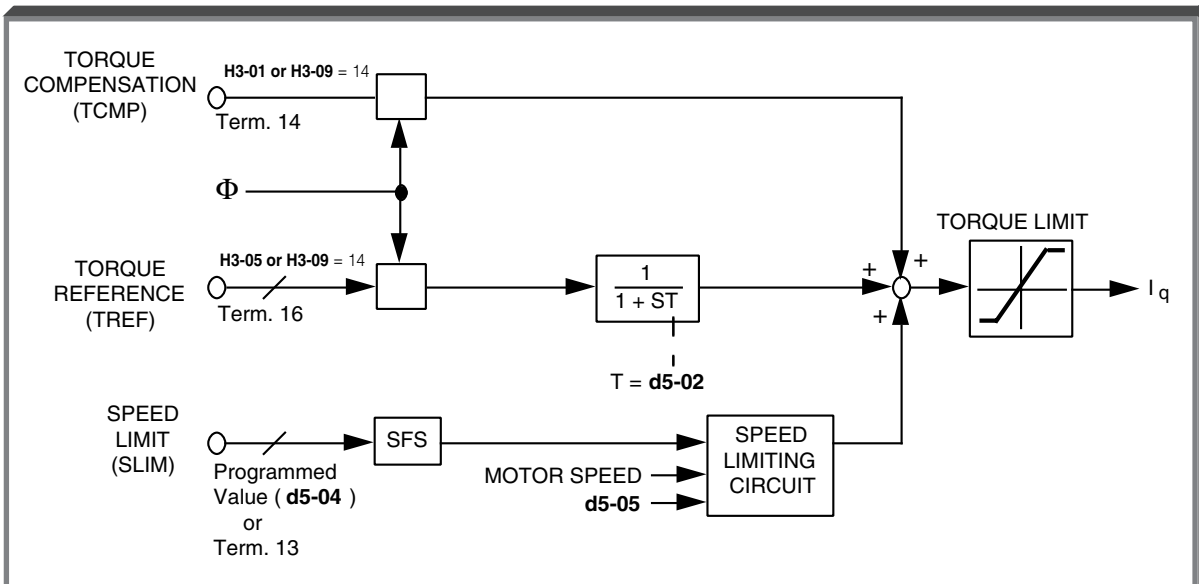 TORQUE
COMPENSATION
(TCMP)
H3-01 or H3-09 = 14
Term. 14
Φ
TORQUE
REFERENCE
(TREF)
H3-05 or H3-09 = 14
Term. 16
1
1 + ST
T = d5-02
+
+
+
TORQUE LIMIT
I q
SPEED
LIMIT
(SLIM)
Programmed
Value ( d5-04 )
or
Term. 13
SFS
MOTOR SPEED
d5-05
SPEED
LIMITING
CIRCUIT